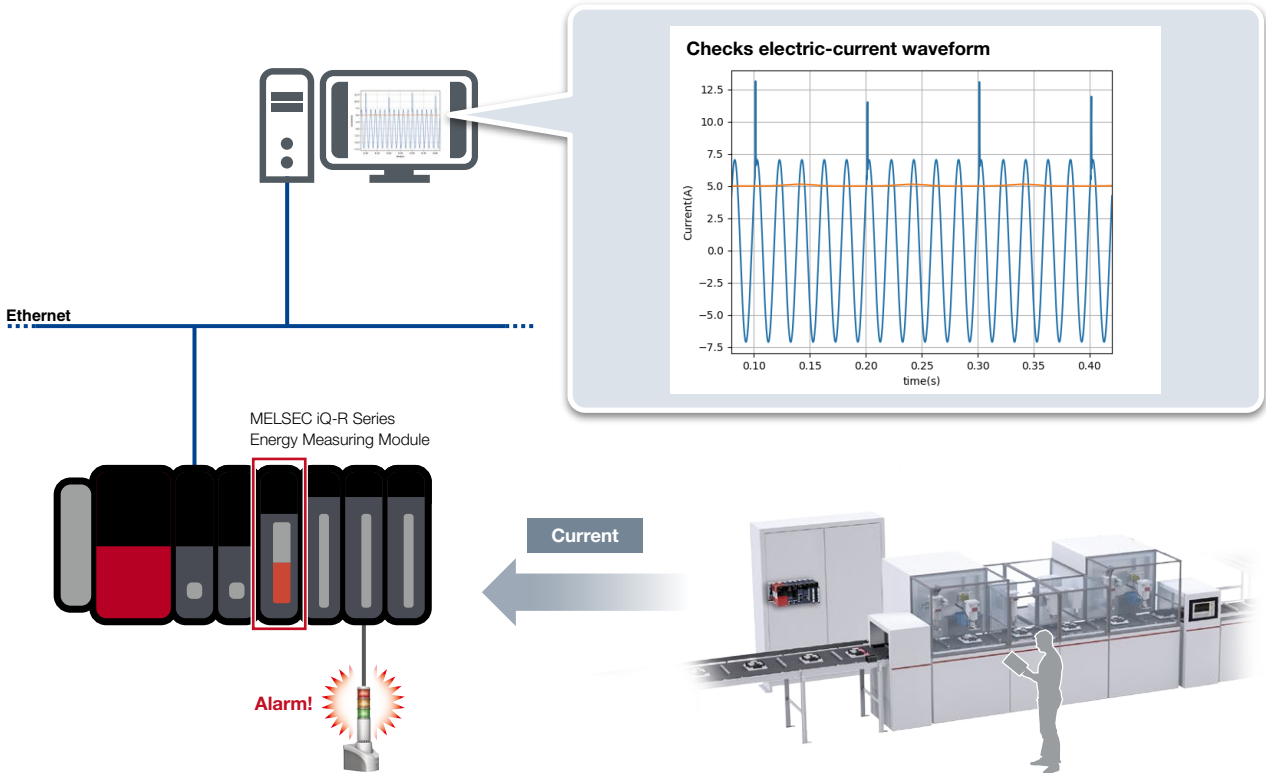 Checks electric-current waveform
12.5
10.0
7.5
5.0
2.5
0.0
−2.5
−5.0
−7.5
Current(A)
0.10 0.15 0.20 0.25 0.30 0.35 0.40
time(s)
Ethernet
MELSEC iQ-R Series
Energy Measuring Module
Current
Alarm!